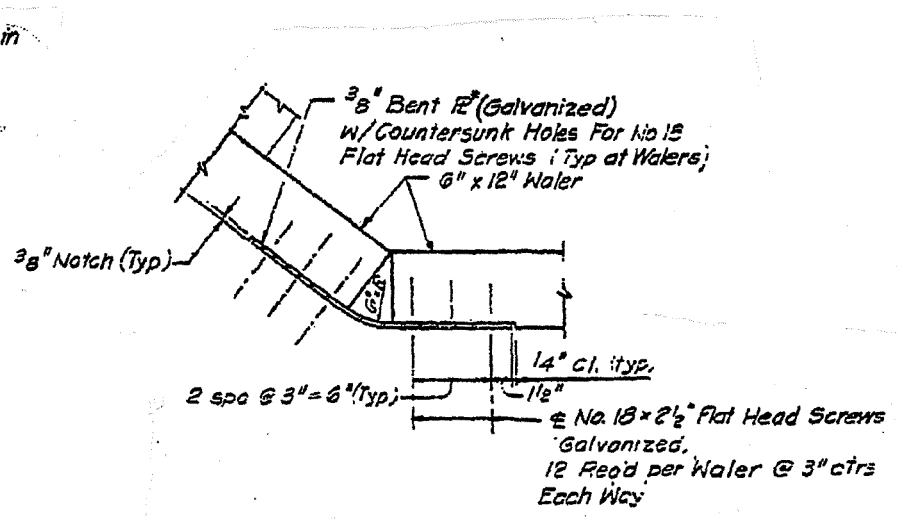 in
3/8" Bent PL* (Galvanized)
w/Countersunk Holes For No 18
Flat Head Screws (Typ at Walers)
6" x 12" Waler
3/8" Notch (Typ)
1/4" Cl. typ.
2 spa @ 3" = 6" (Typ)
1 1/2"
℄ No. 18 x 2 1/2" Flat Head Screws
Galvanized.
12 Req'd per Waler @ 3" ctrs
Each Way